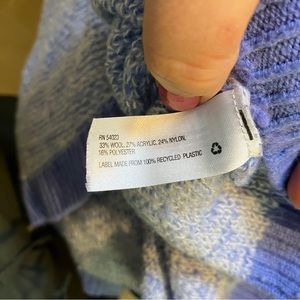 RN 54023
33% WOOL, 27% ACRYLIC, 24% NYLON,
16% POLYESTER
LABEL MADE FROM 100% RECYCLED PLASTIC